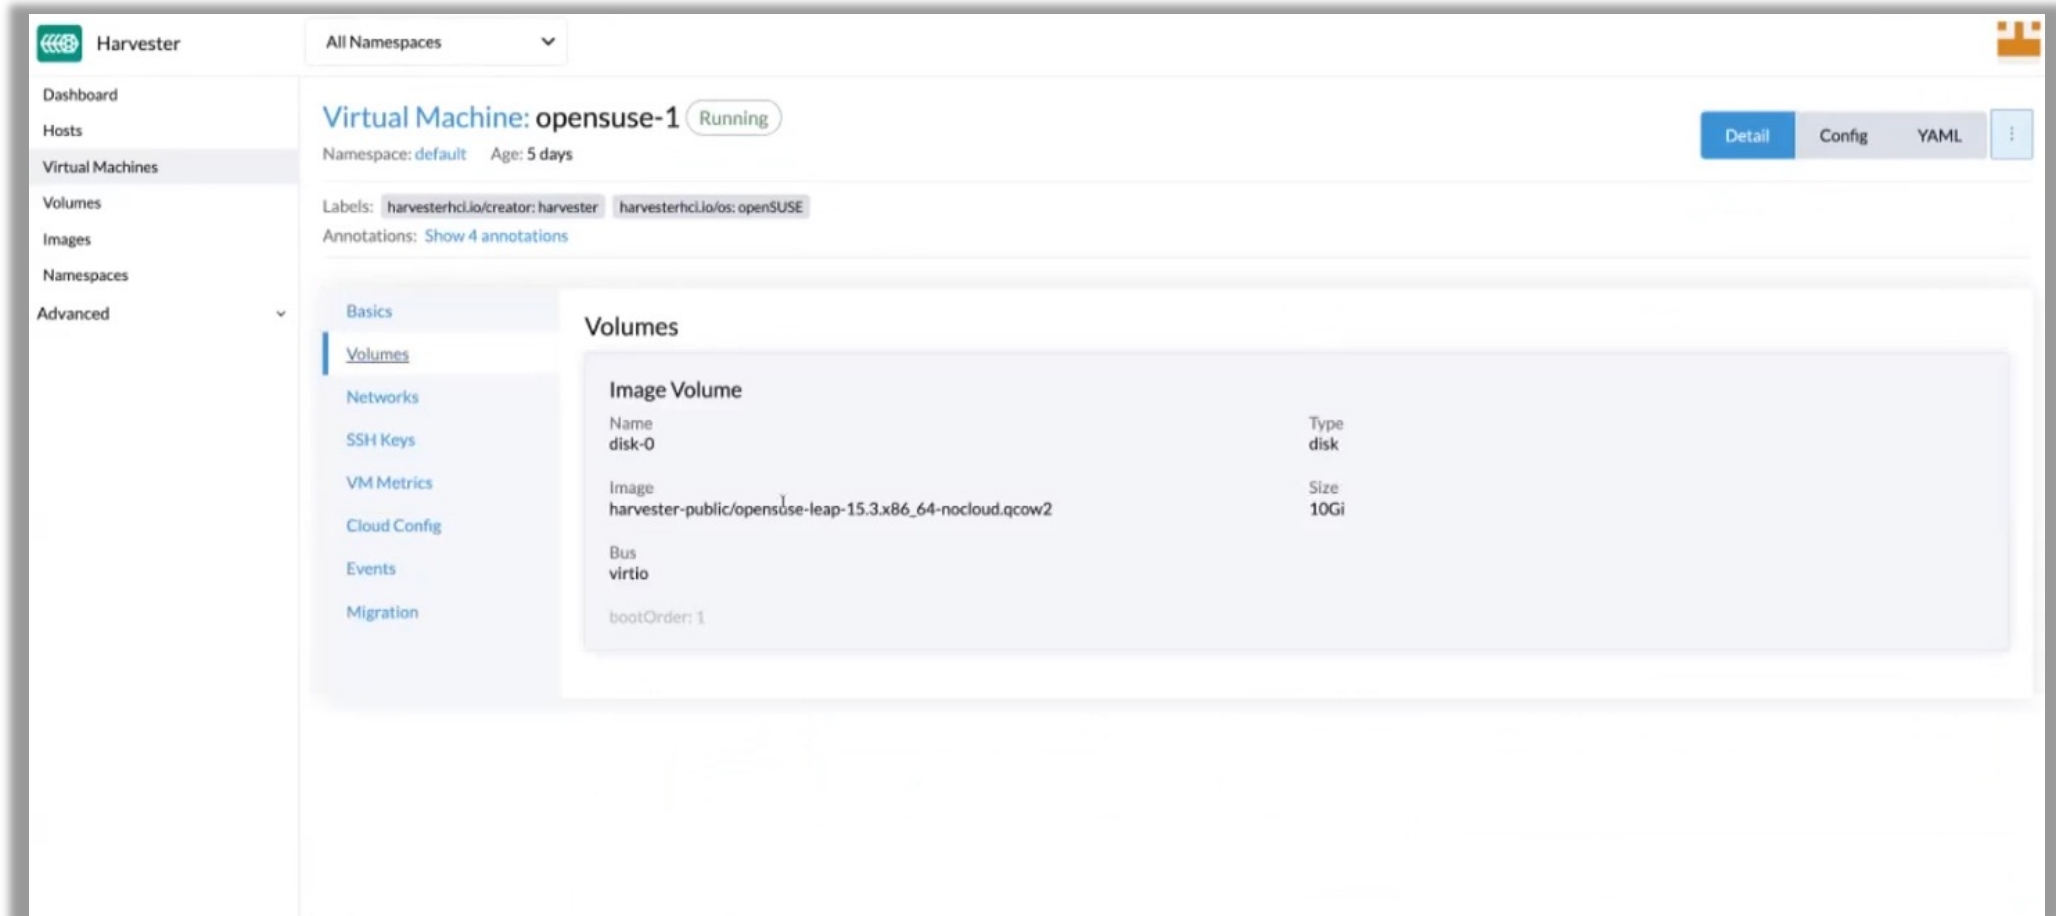 Harvester
All Namespaces
Dashboard
Hosts
Virtual Machines
Volumes
Images
Namespaces
Advanced
Virtual Machine: opensuse-1 Running
Namespace: default Age: 5 days
Detail Config YAML
Labels: harvesterhci.io/creator: harvester harvesterhci.io/os: openSUSE
Annotations: Show 4 annotations
Basics
Volumes
Networks
SSH Keys
VM Metrics
Cloud Config
Events
Migration
Volumes
Image Volume
Name
disk-0
Type
disk
Image
harvester-public/opensuse-leap-15.3.x86_64-nocloud.qcow2
Size
10Gi
Bus
virtio
bootOrder: 1